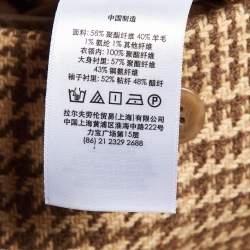 中国制造
面料: 58% 聚酯纤维 40% 羊毛
1% 氨纶 1% 其他纤维
衣领: 100% 聚酯纤维
大身衬里: 57% 聚酯纤维
43% 铜氨纤维
袖子衬里: 52% 粘纤 48% 醋纤
拉尔夫劳伦贸易(上海)有限公司
中国上海黄浦区淮海中路222号
力宝广场第15层
(86) 21 2329 2688